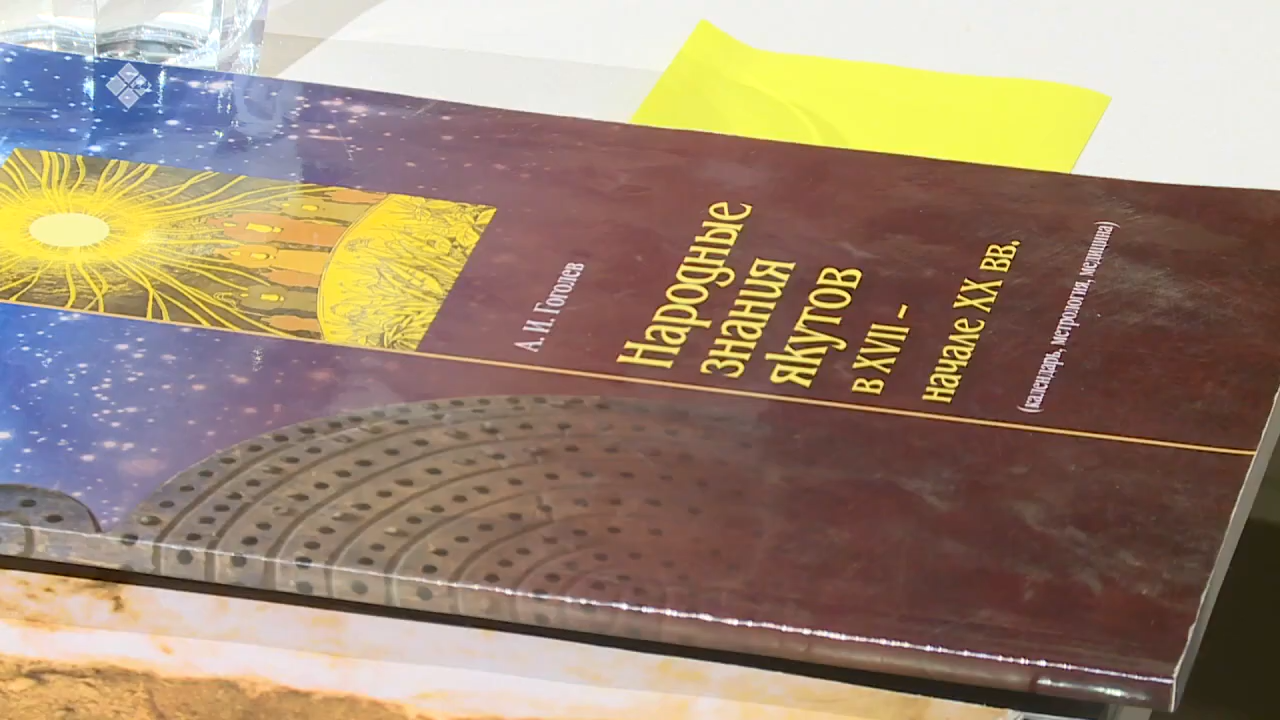 А. И. Гоголев
Народные
знания
якутов
в XVII –
начале XX вв.
(календарь, метрология, медицина)